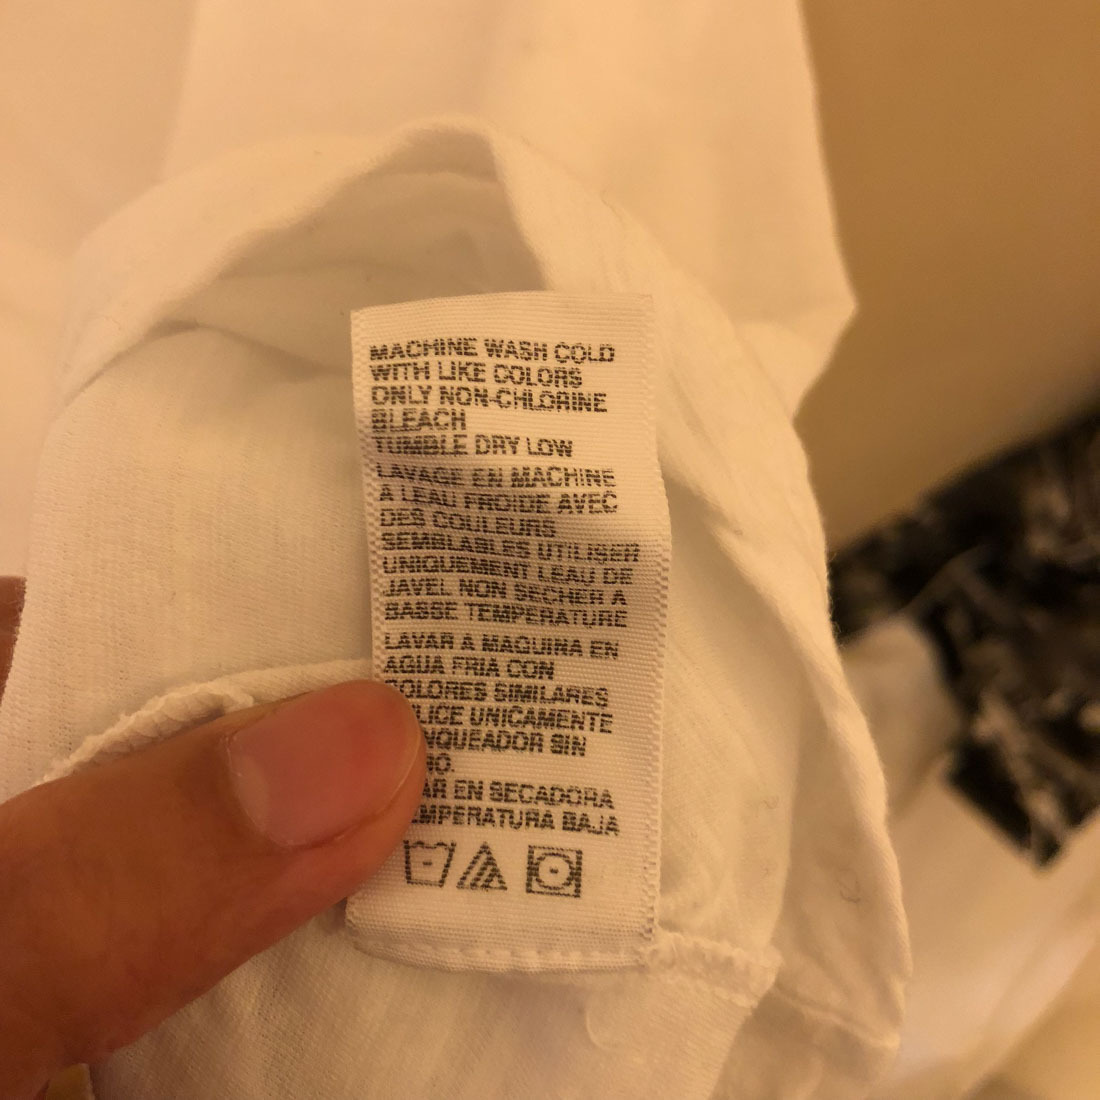 MACHINE WASH COLD
WITH LIKE COLORS
ONLY NON-CHLORINE
BLEACH
TUMBLE DRY LOW
LAVAGE EN MACHINE
A LEAU FROIDE AVEC
DES COULEURS
SEMBLABLES UTILISER
UNIQUEMENT LEAU DE
JAVEL NON SECHER A
BASSE TEMPERATURE
LAVAR A MAQUINA EN
AGUA FRIA CON
COLORES SIMILARES
UNICAMENTE
SIN
EN SECADORA
BAJA